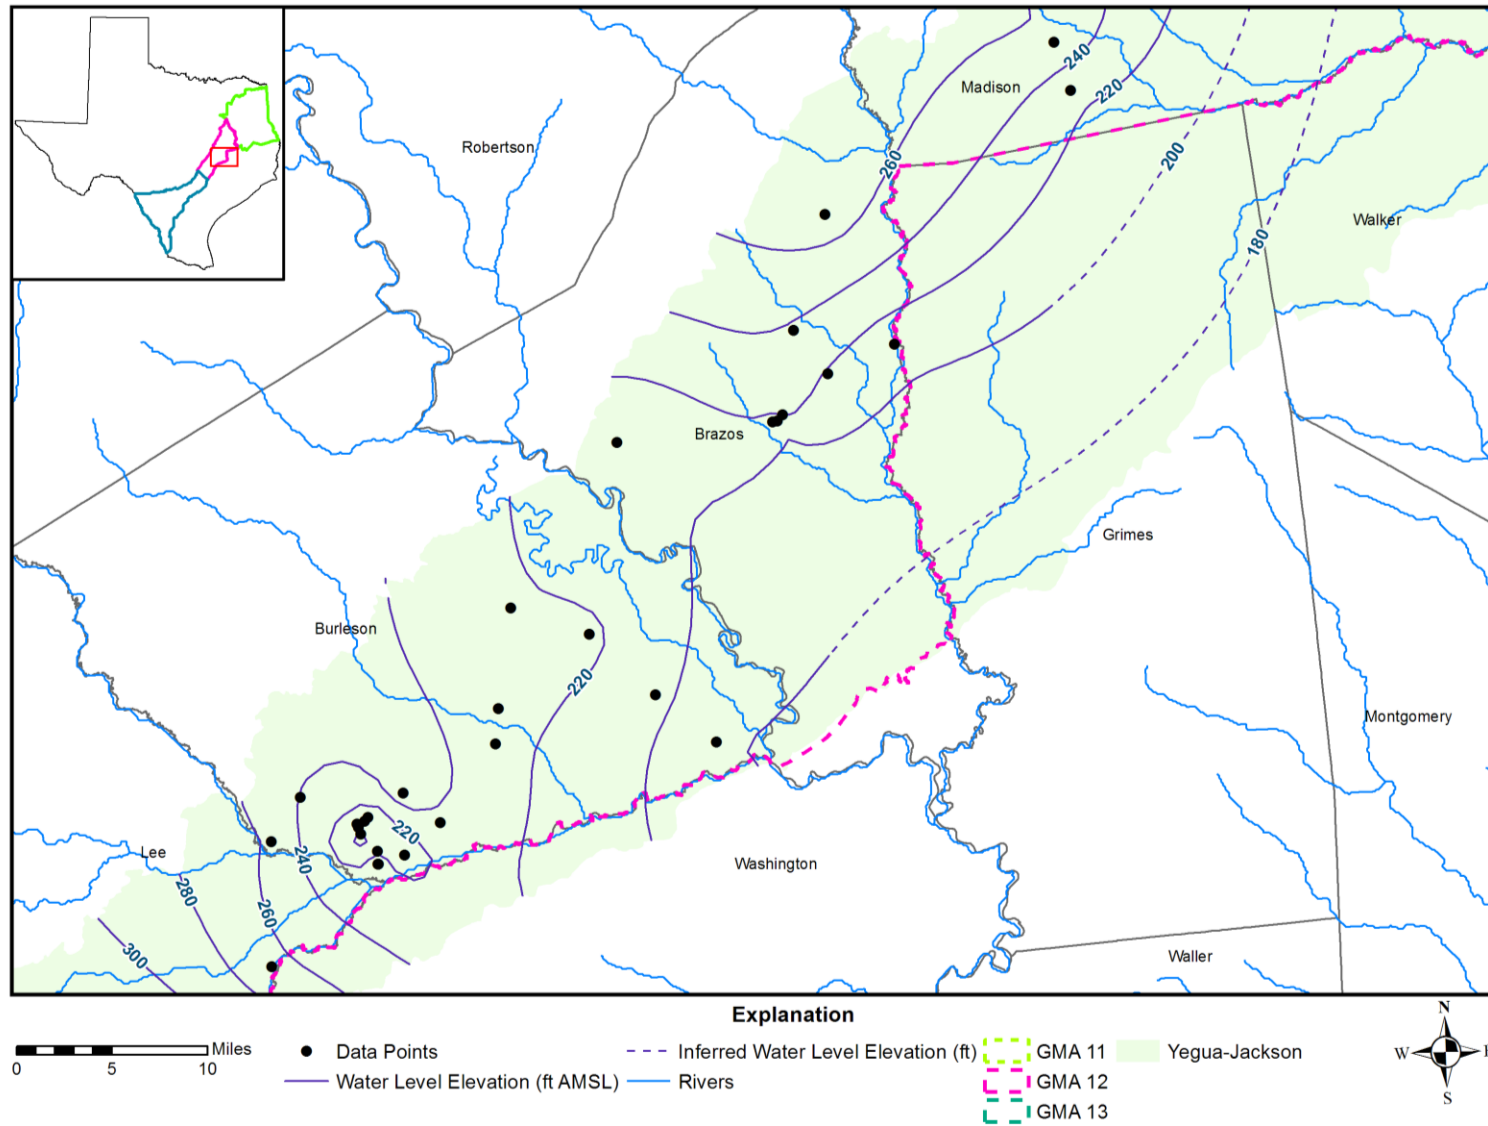 Madison
240
220
Robertson
260
200
Walker
180
Brazos
Grimes
Burleson
220
Montgomery
220
Lee
240
Washington
280
260
300
Waller
Explanation
N
Miles
Data Points
Inferred Water Level Elevation (ft)
GMA 11
Yegua-Jackson
W
0
5
10
Water Level Elevation (ft AMSL)
Rivers
GMA 12
S
GMA 13